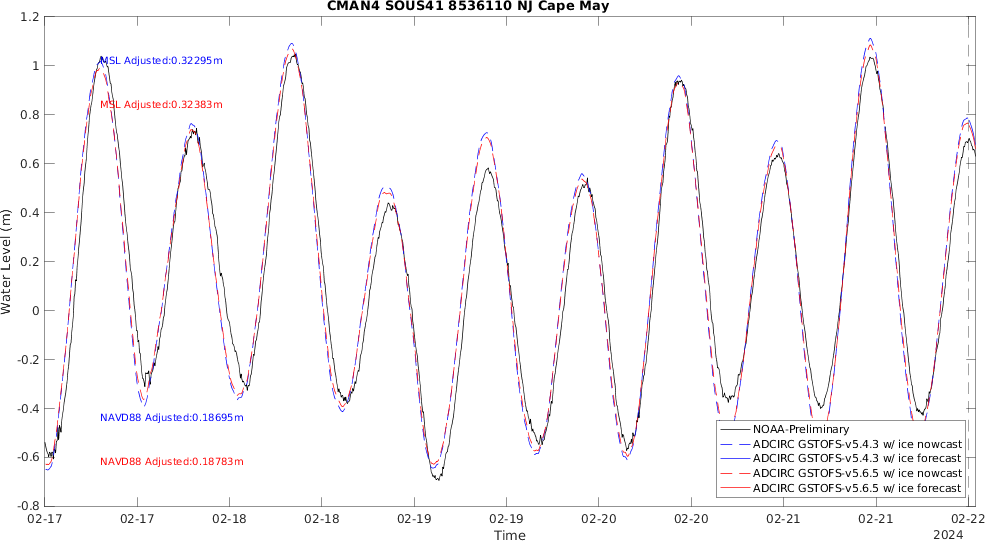 CMAN4 SOUS41 8536110 NJ Cape May
1.2
1
0.8
0.6
0.4
0.2
0
-0.2
-0.4
-0.6
-0.8
Water Level (m)
MSL Adjusted:0.32295m
MSL Adjusted:0.32383m
NAVD88 Adjusted:0.18695m
NAVD88 Adjusted:0.18783m
NOAA-Preliminary
ADCIRC GSTOFS-v5.4.3 w/ ice nowcast
ADCIRC GSTOFS-v5.4.3 w/ ice forecast
ADCIRC GSTOFS-v5.6.5 w/ ice nowcast
ADCIRC GSTOFS-v5.6.5 w/ ice forecast
02-17 02-17 02-18 02-18 02-19 02-19 02-20 02-20 02-21 02-21 02-22
Time
2024